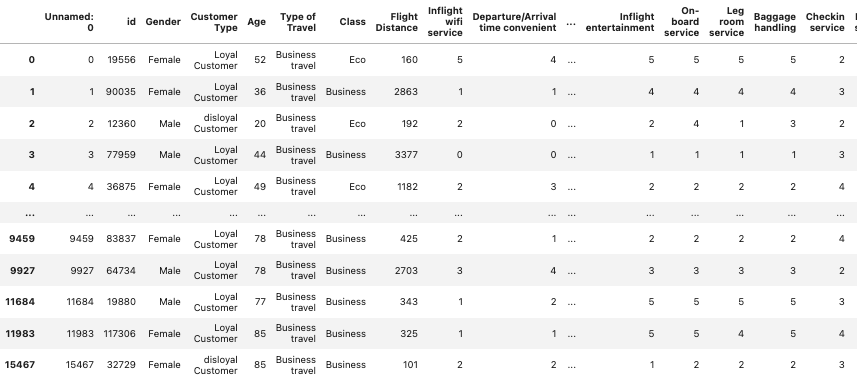 Unnamed: 0 id Gender Customer Type Age Type of Travel Class Flight Distance Inflight wifi service Departure/Arrival time convenient ... Inflight entertainment On-board service Leg room service Baggage handling Checkin service
0 0 19556 Female Loyal Customer 52 Business travel Eco 160 5 4 ... 5 5 5 5 2
1 1 90035 Female Loyal Customer 36 Business travel Business 2863 1 1 ... 4 4 4 4 3
2 2 12360 Male disloyal Customer 20 Business travel Eco 192 2 0 ... 2 4 1 3 2
3 3 77959 Male Loyal Customer 44 Business travel Business 3377 0 0 ... 1 1 1 1 3
4 4 36875 Female Loyal Customer 49 Business travel Eco 1182 2 3 ... 2 2 2 2 4
... ... ... ... ... ... ... ... ... ... ... ... ... ... ... ... ...
9459 9459 83837 Female Loyal Customer 78 Business travel Business 425 2 1 ... 2 2 2 2 4
9927 9927 64734 Male Loyal Customer 78 Business travel Business 2703 3 4 ... 3 3 3 3 2
11684 11684 19880 Male Loyal Customer 77 Business travel Business 343 1 2 ... 5 5 5 5 3
11983 11983 117306 Female Loyal Customer 85 Business travel Business 325 1 1 ... 5 5 4 5 4
15467 15467 32729 Female disloyal Customer 85 Business travel Business 101 2 2 ... 1 2 2 2 3